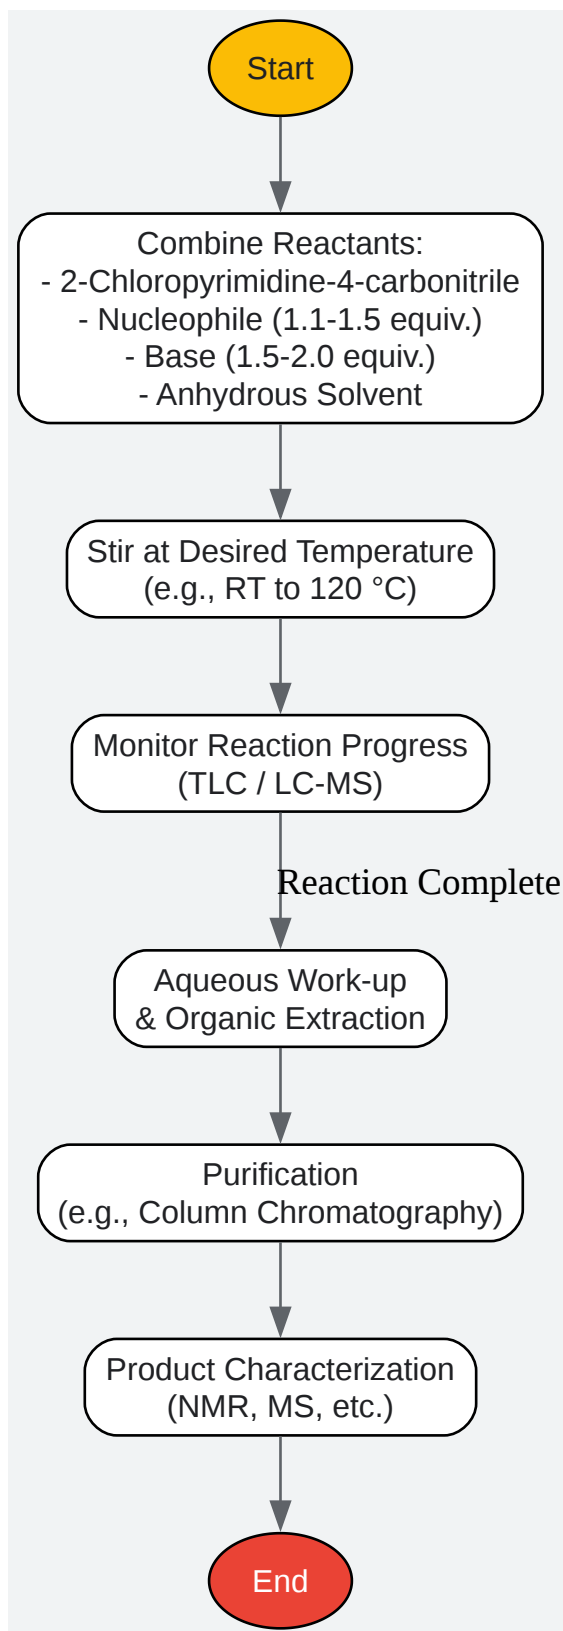 Start
Combine Reactants:
- 2-Chloropyrimidine-4-carbonitrile
- Nucleophile (1.1-1.5 equiv.)
- Base (1.5-2.0 equiv.)
- Anhydrous Solvent
Stir at Desired Temperature
(e.g., RT to 120 °C)
Monitor Reaction Progress
(TLC / LC-MS)
Reaction Complete
Aqueous Work-up
& Organic Extraction
Purification
(e.g., Column Chromatography)
Product Characterization
(NMR, MS, etc.)
End